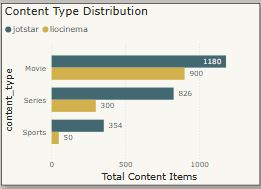 Content Type Distribution
jotstar liocinema
content_type
Movie
1180
900
Series
826
300
Sports
354
50
0 500 1000
Total Content Items